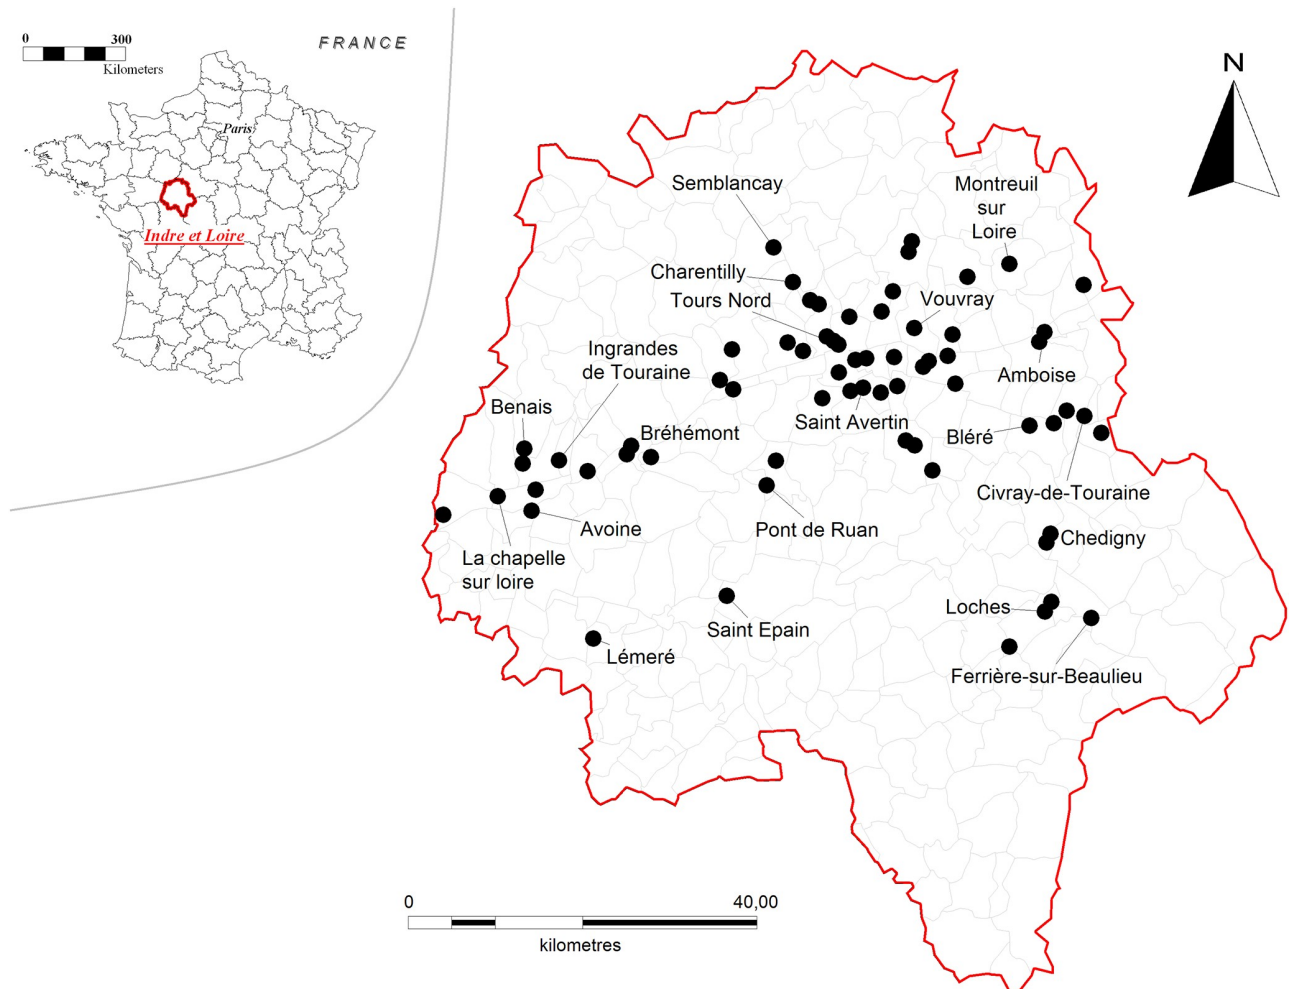 0 300
Kilometers
FRANCE
Paris
Indre et Loire
N
Semblancay
Montreuil
sur
Loire
Charentilly
Tours Nord
Vouvray
Ingrandes
de Touraine
Amboise
Benais
Bréhémont
Saint Avertin
Bléré
Civray-de-Touraine
Avoine
Pont de Ruan
Chedigny
La chapelle
sur loire
Loches
Saint Epain
Lémeré
Ferrière-sur-Beaulieu
0 40,00
kilometres